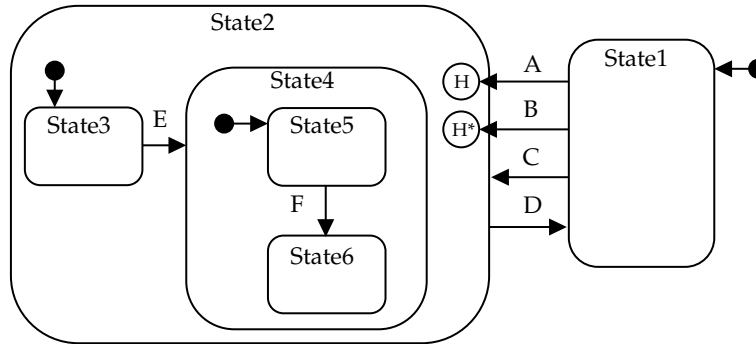 State2
State4
State1
State3
State5
State6
E
F
H
H*
A
B
C
D